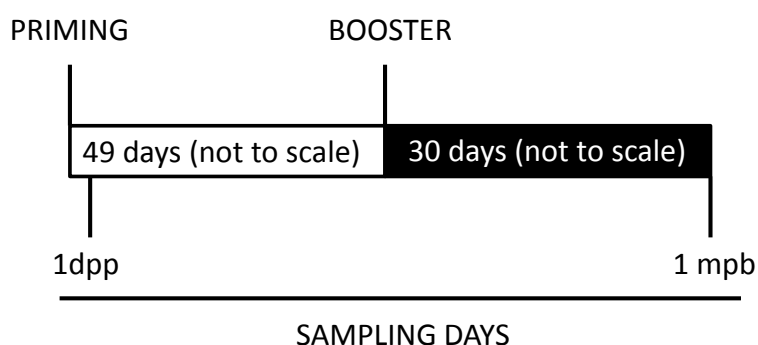 PRIMING
BOOSTER
49 days (not to scale)
30 days (not to scale)
1dpp
1 mpb
SAMPLING DAYS